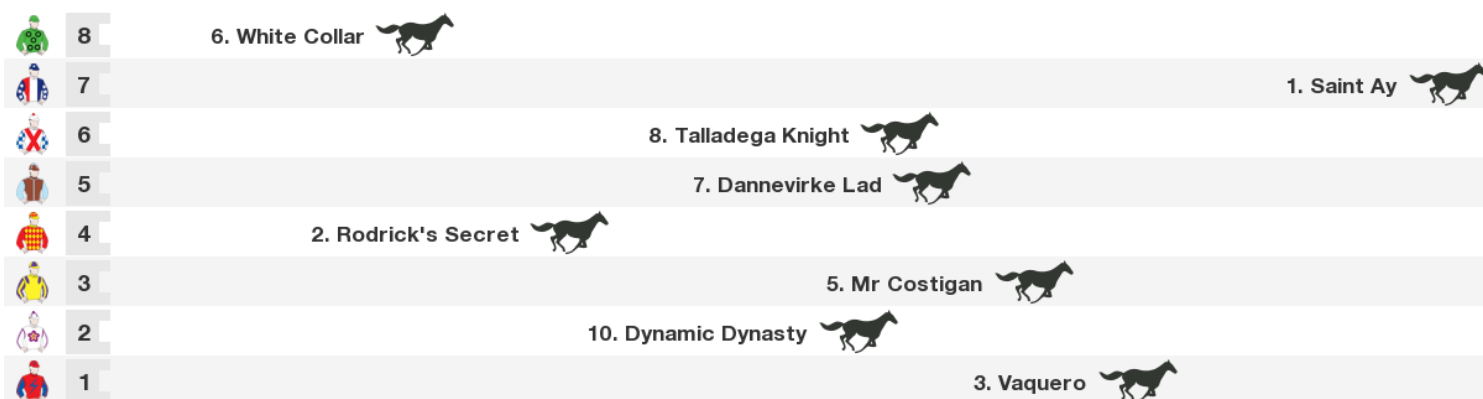 8 6. White Collar
7 1. Saint Ay
6 8. Talladega Knight
5 7. Dannevirke Lad
4 2. Rodrick's Secret
3 5. Mr Costigan
2 10. Dynamic Dynasty
1 3. Vaquero